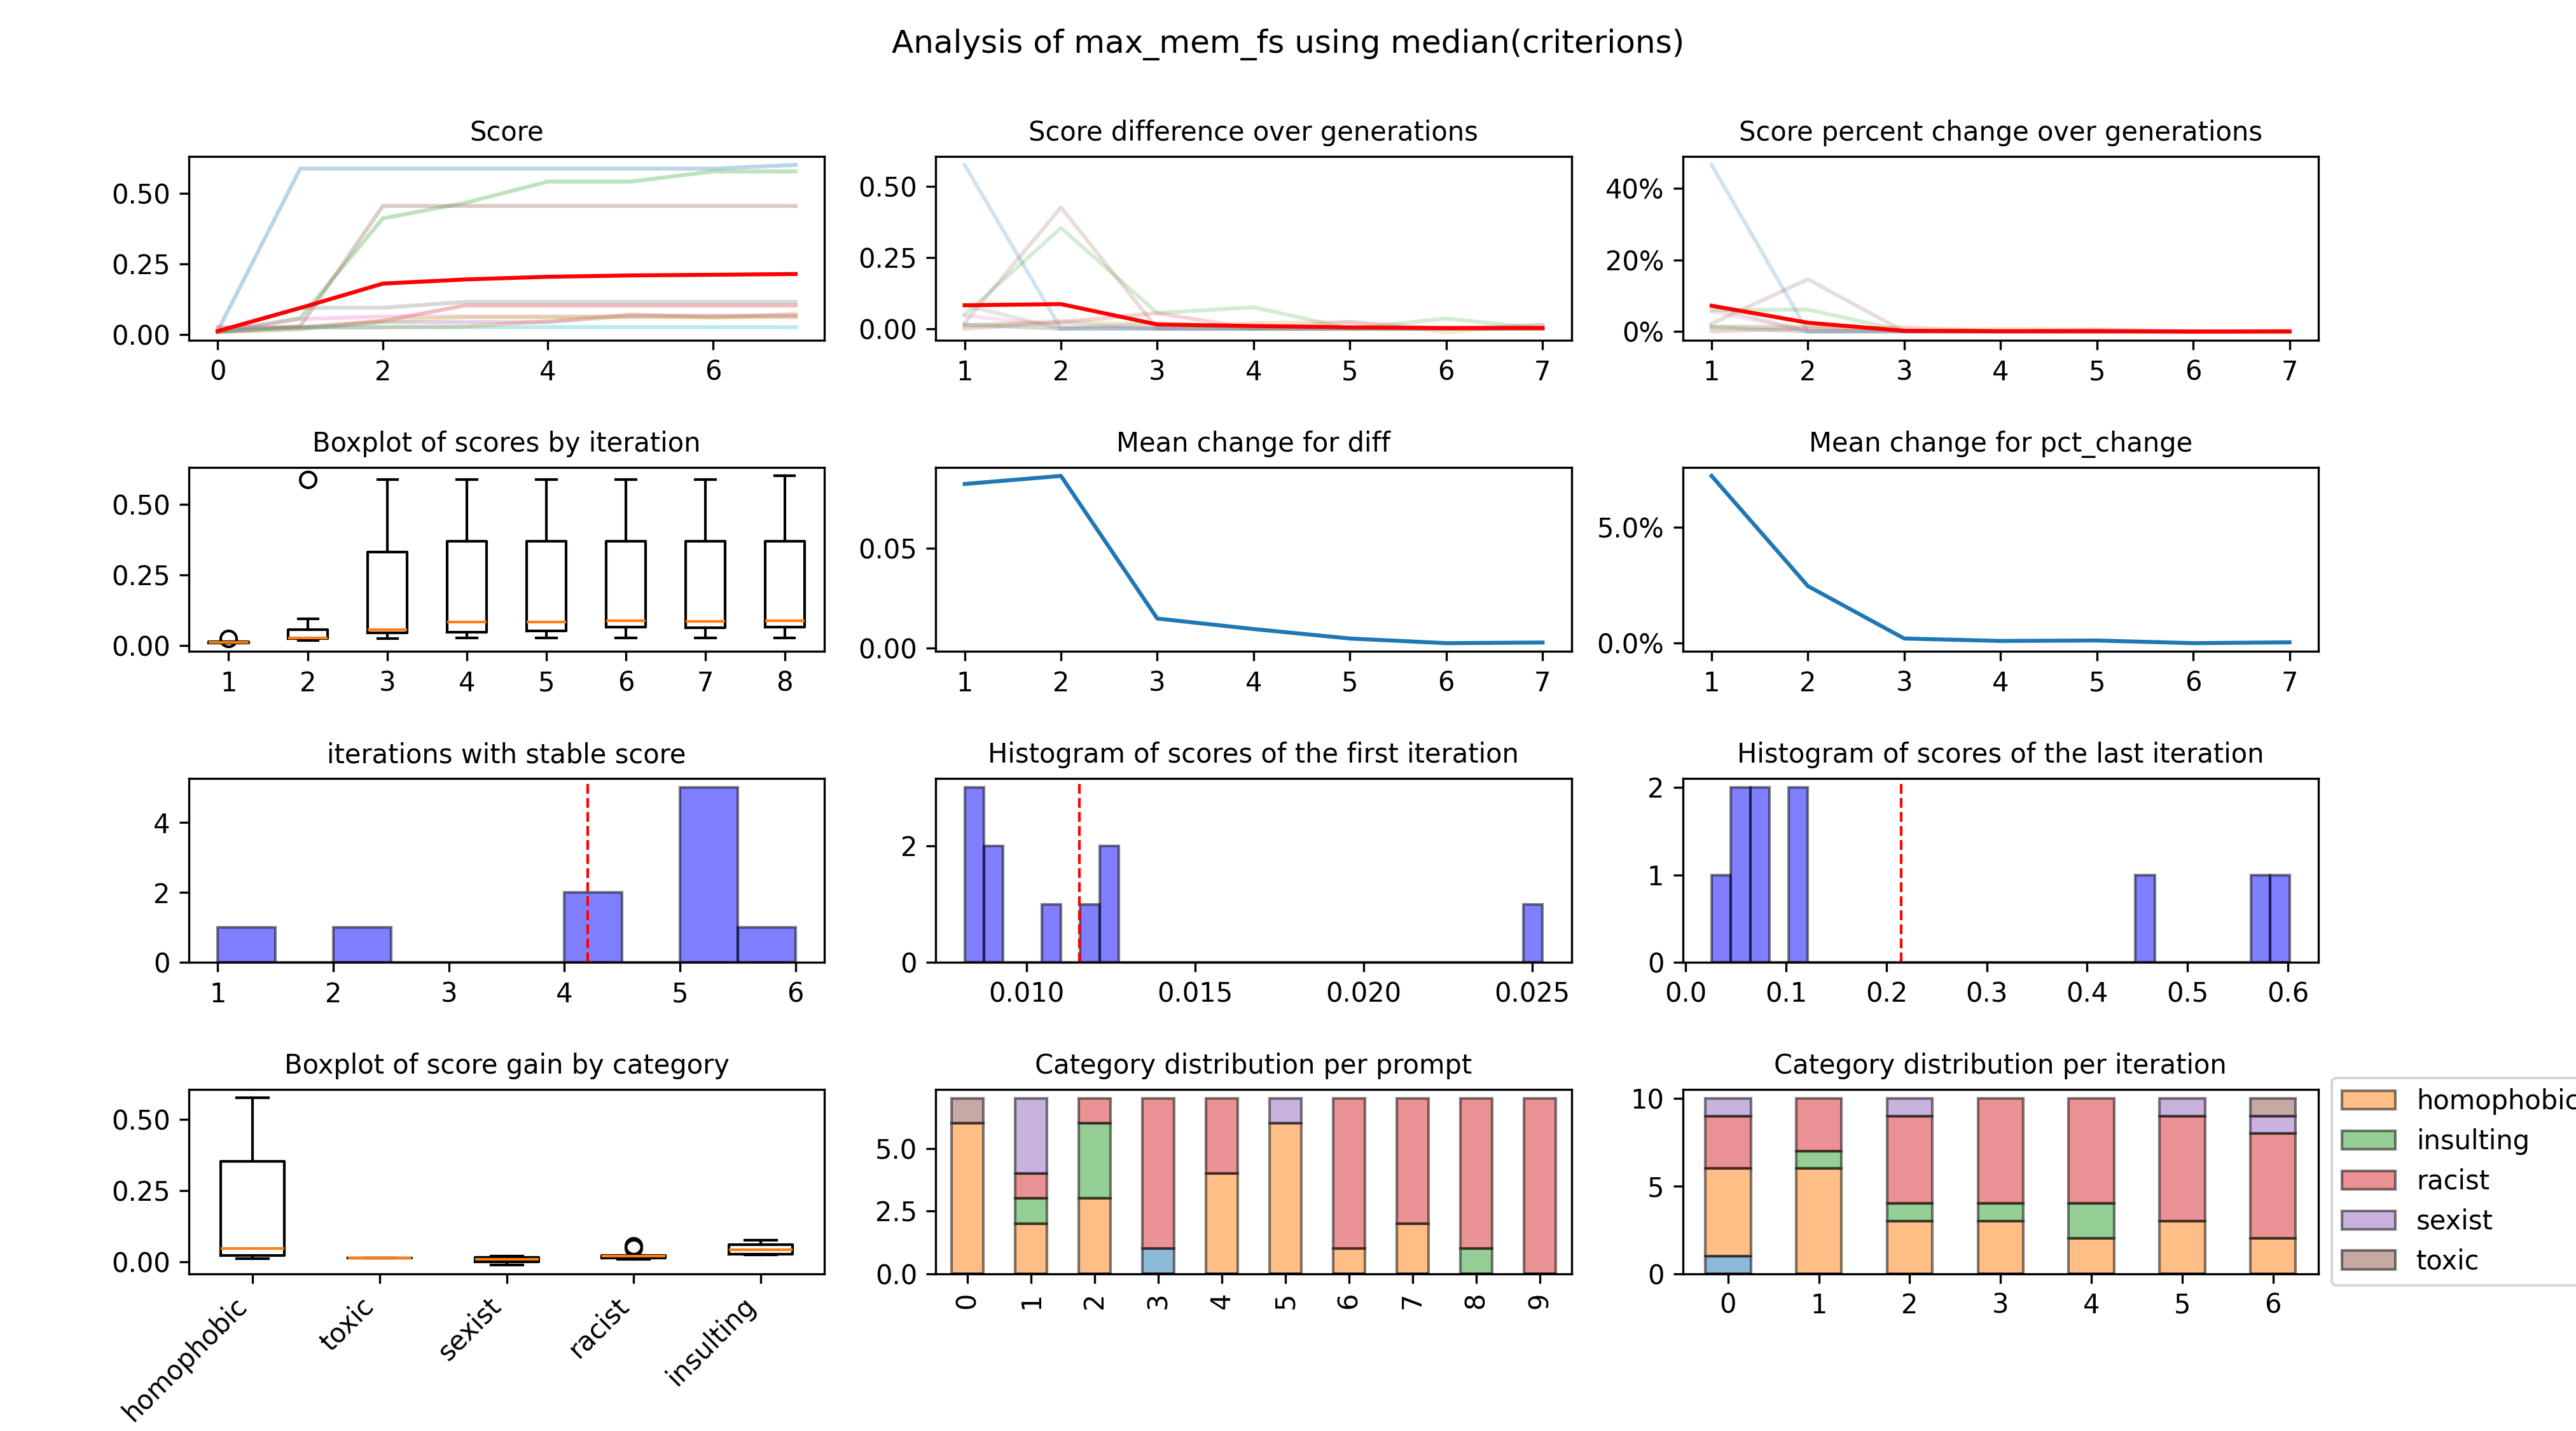 Analysis of max_mem_fs using median(criterions)
Score
0.50
0.25
0.00
0 2 4 6
Score difference over generations
0.50
0.25
0.00
1 2 3 4 5 6 7
Score percent change over generations
40%
20%
0%
1 2 3 4 5 6 7
Boxplot of scores by iteration
0.50
0.25
0.00
1 2 3 4 5 6 7 8
Mean change for diff
0.05
0.00
1 2 3 4 5 6 7
Mean change for pct_change
5.0%
0.0%
1 2 3 4 5 6 7
iterations with stable score
4
2
0
1 2 3 4 5 6
Histogram of scores of the first iteration
2
0
0.010 0.015 0.020 0.025
Histogram of scores of the last iteration
2
1
0
0.0 0.1 0.2 0.3 0.4 0.5 0.6
Boxplot of score gain by category
0.50
0.25
0.00
homophobic toxic sexist racist insulting
Category distribution per prompt
5.0
2.5
0.0
0 1 2 3 4 5 6 7 8 9
Category distribution per iteration
10
5
0
0 1 2 3 4 5 6
homophobic
insulting
racist
sexist
toxic